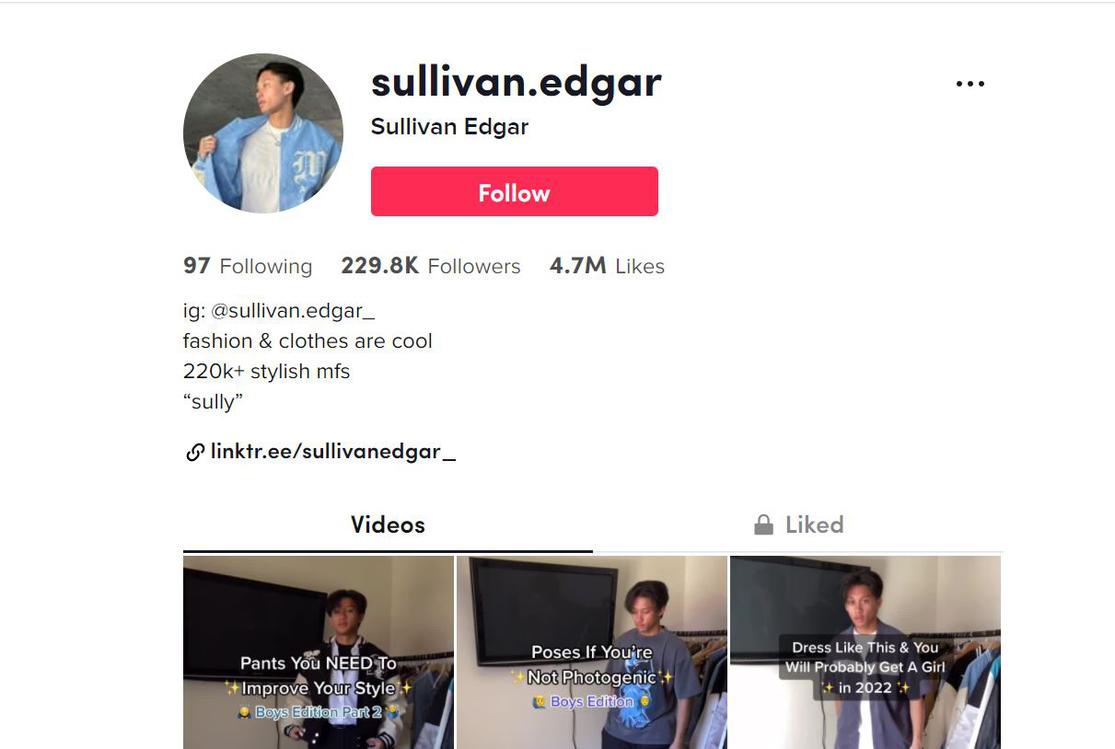 sullivan.edgar
Sullivan Edgar
Follow
97 Following 229.8K Followers 4.7M Likes
ig: @sullivan.edgar_
fashion & clothes are cool
220k+ stylish mfs
“sully”
linktr.ee/sullivanedgar_
Videos
Liked
Pants You NEED To
✨Improve Your Style✨
Boys Edition Part 2
Poses If You're
✨Not Photogenic✨
Boys Edition
Dress Like This & You
Will Probably Get A Girl
✨ in 2022 ✨